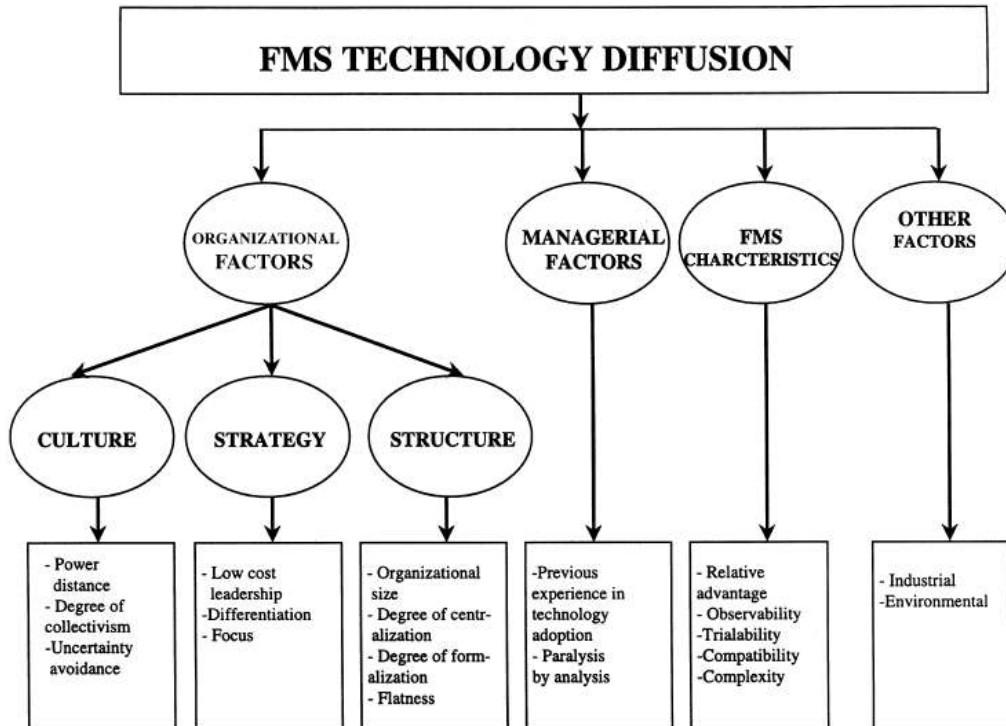 FMS TECHNOLOGY DIFFUSION
ORGANIZATIONAL
FACTORS
MANAGERIAL
FACTORS
FMS
CHARCTERISTICS
OTHER
FACTORS
CULTURE
STRATEGY
STRUCTURE
- Power
distance
- Degree of
collectivism
-Uncertainty
avoidance
- Low cost
leadership
-Differentiation
- Focus
- Organizational
size
- Degree of centr-
alization
- Degree of form-
alization
- Flatness
-Previous
experience in
technology
adoption
- Paralysis
by analysis
- Relative
advantage
- Observability
-Trialability
-Compatibility
-Complexity
- Industrial
-Environmental